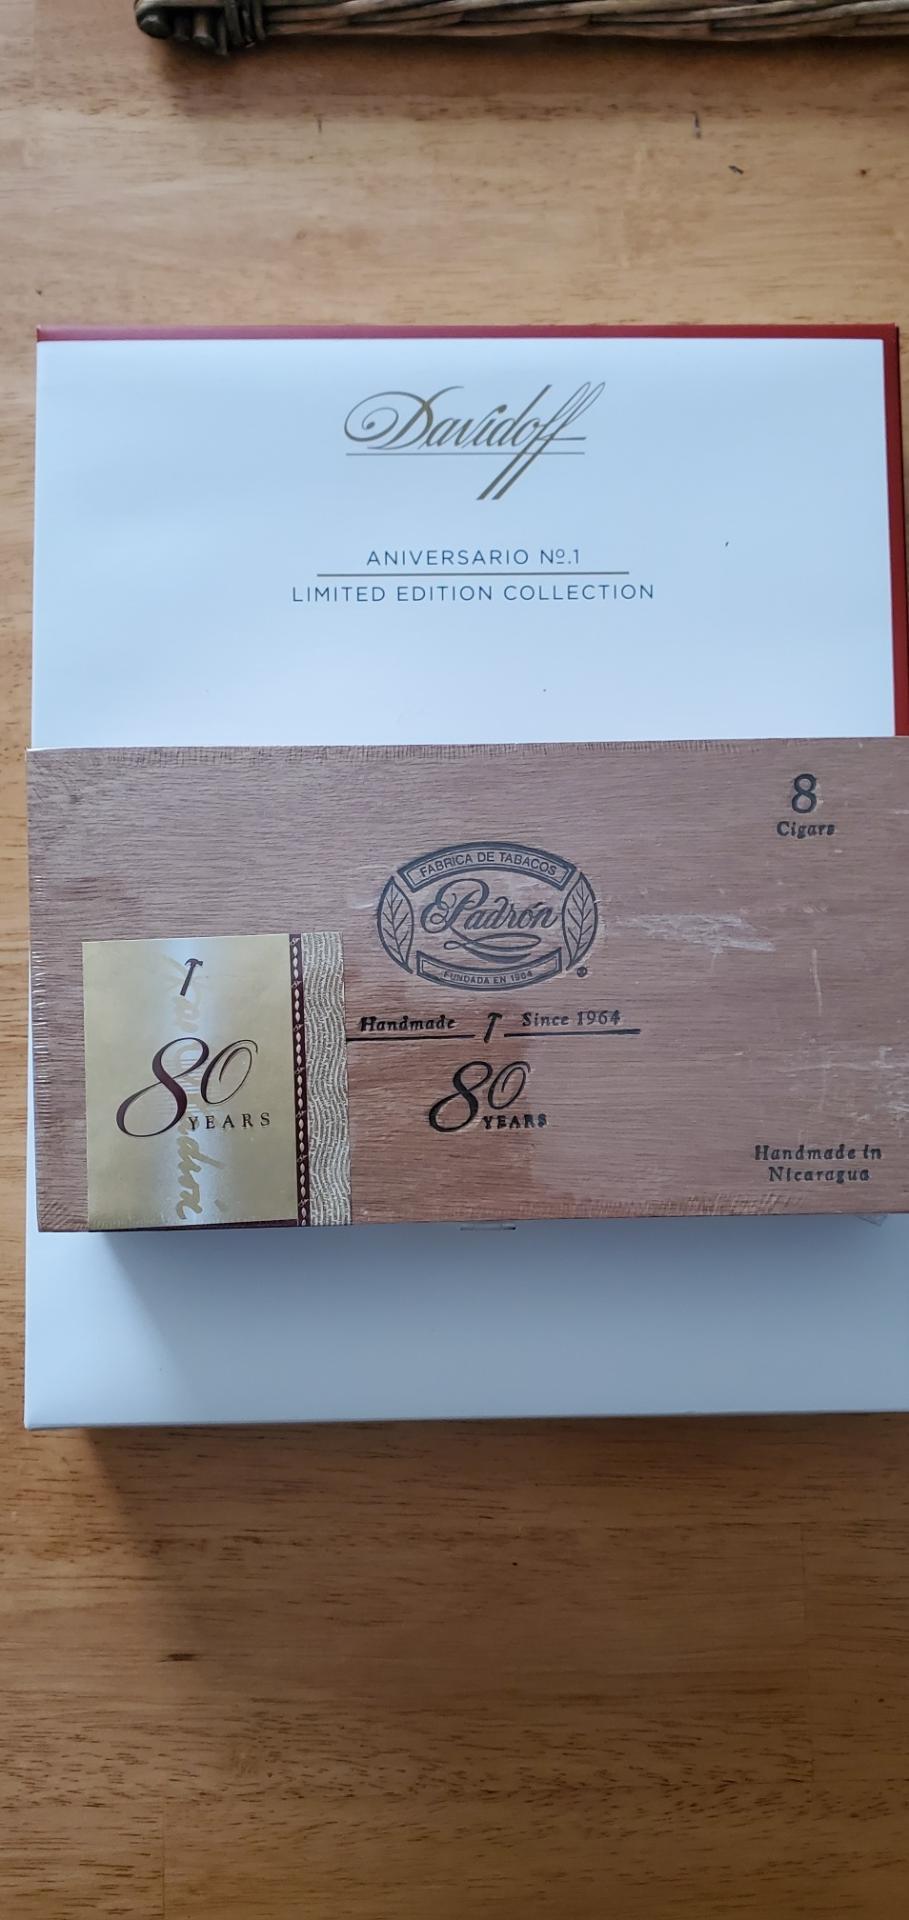 Davidoff
ANIVERSARIO Nº.1
LIMITED EDITION COLLECTION
8
Cigars
FABRICA DE TABACOS
Padrón
FUNDADA EN 1964
Handmade Since 1964
80
YEARS
80
YEARS
Handmade in
Nicaragua